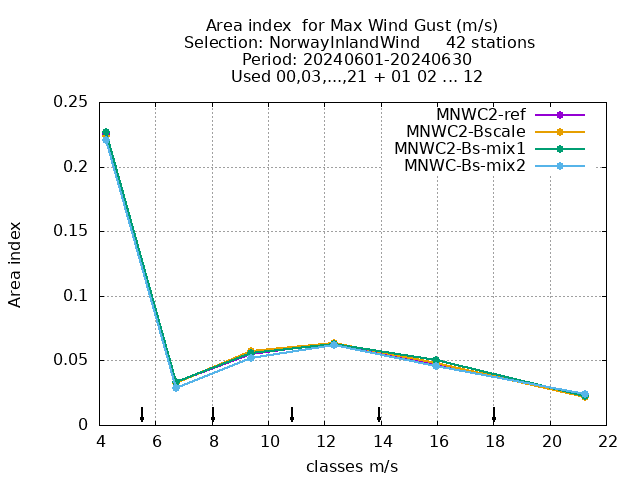 Area index  for Max Wind Gust (m/s)
Selection: NorwayInlandWind     42 stations
Period: 20240601-20240630
Used 00,03,...,21 + 01 02 ... 12
MNWC2-ref
MNWC2-Bscale
MNWC2-Bs-mix1
MNWC-Bs-mix2
0.25
0.2
0.15
0.1
0.05
0
Area index
4 6 8 10 12 14 16 18 20 22
classes m/s